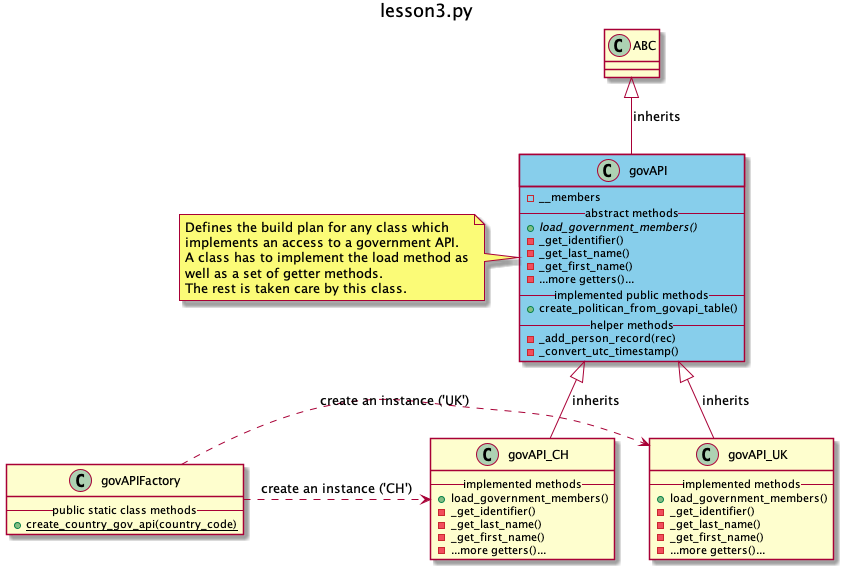 lesson3.py
C ABC
inherits
C govAPI
__members
abstract methods
load_government_members()
_get_identifier()
_get_last_name()
_get_first_name()
...more getters()...
implemented public methods
create_politican_from_govapi_table()
helper methods
_add_person_record(rec)
_convert_utc_timestamp()
Defines the build plan for any class which
implements an access to a government API.
A class has to implement the load method as
well as a set of getter methods.
The rest is taken care by this class.
inherits
inherits
create an instance ('UK')
create an instance ('CH')
C govAPIFactory
public static class methods
create_country_gov_api(country_code)
C govAPI_CH
implemented methods
load_government_members()
_get_identifier()
_get_last_name()
_get_first_name()
...more getters()...
C govAPI_UK
implemented methods
load_government_members()
_get_identifier()
_get_last_name()
_get_first_name()
...more getters()...